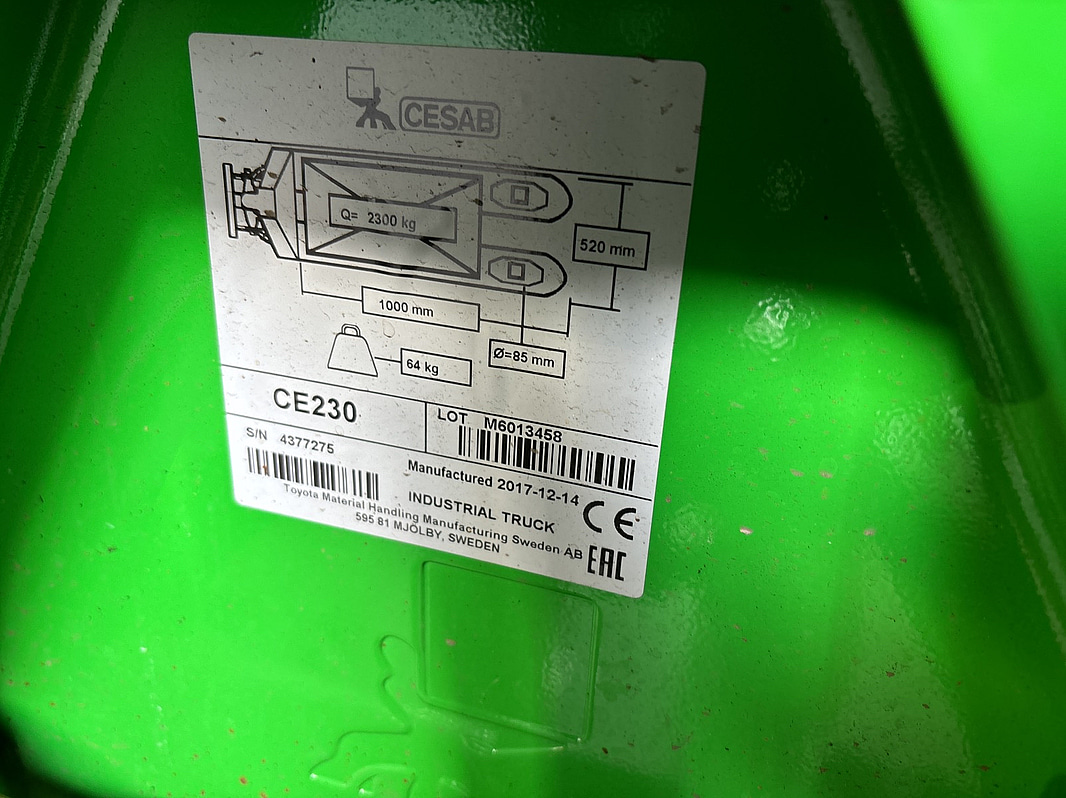 CESAB
Q= 2300 kg
520 mm
1000 mm
Ø=85 mm
64 kg
CE230
LOT M6013458
S/N 4377275
Manufactured 2017-12-14
INDUSTRIAL TRUCK
CE
Toyota Material Handling Manufacturing Sweden AB
595 81 MJÖLBY, SWEDEN
EAC